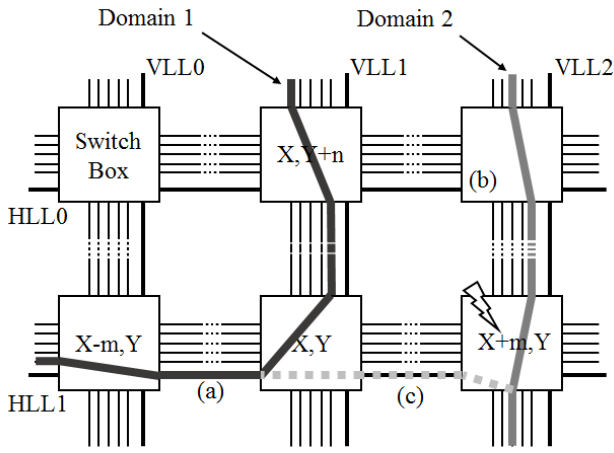 Domain 1
Domain 2
VLL0
VLL1
VLL2
Switch
Box
X,Y+n
(b)
HLL0
X-m,Y
X,Y
X+m,Y
HLL1
(a)
(c)